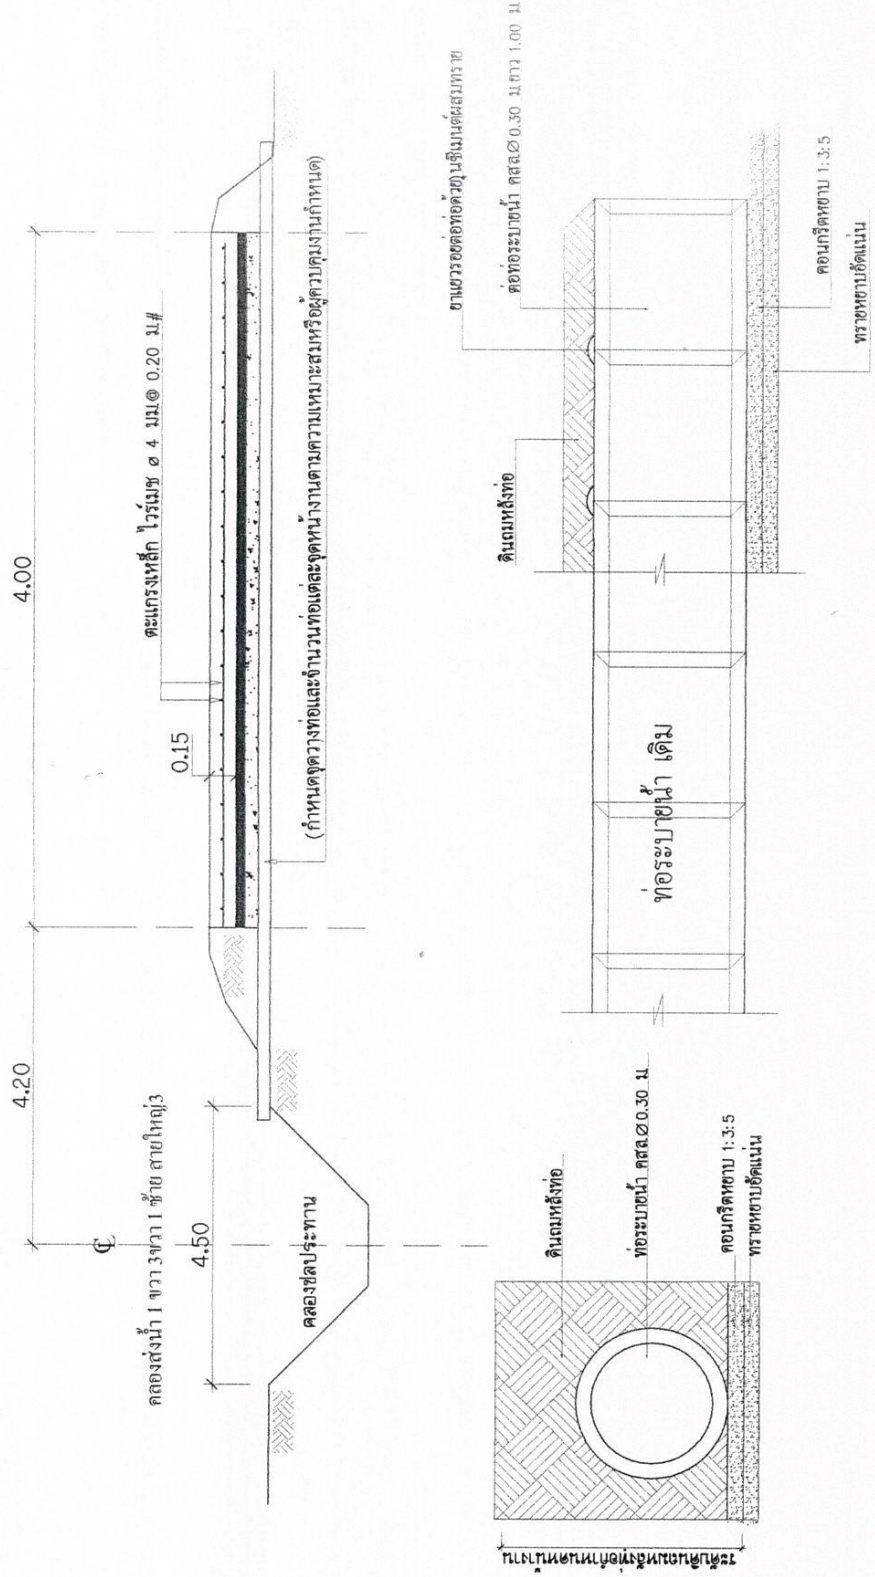 4.20
4.00
คลองส่งน้ำ 1 ขวา 3ขวา 1 ซ้าย สายใหญ่3
℄
4.50
0.15
ตะแกรงเหล็ก ไวร์เมช ø 4 มม@ 0.20 ม#
คลองชลประทาน
(กำหนดจุดวางท่อและจำนวนท่อแต่ละจุดหน้างานตามความเหมาะสมหรือผู้ควบคุมงานกำหนด)
ดินถมหลังท่อ
ท่อระบายน้ำ คสล.Ø0.30 ม
คอนกรีตหยาบ 1:3:5
ทรายหยาบอัดแน่น
ท่อระบายน้ำ เดิม
ดินถมหลังท่อ
ยาแนวรอยต่อท่อด้วยปูนซีเมนต์ผสมทราย
ต่อท่อระบายน้ำ คสล.Ø0.30 ม.ยาว 1.00 ม
คอนกรีตหยาบ 1:3:5
ทรายหยาบอัดแน่น